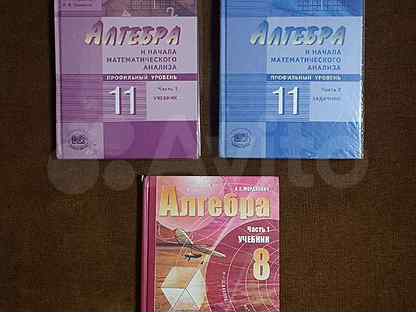 АЛГЕБРА
И НАЧАЛА
МАТЕМАТИЧЕСКОГО
АНАЛИЗА
ПРОФИЛЬНЫЙ УРОВЕНЬ
11
Часть 1
УЧЕБНИК
АЛГЕБРА
И НАЧАЛА
МАТЕМАТИЧЕСКОГО
АНАЛИЗА
ПРОФИЛЬНЫЙ УРОВЕНЬ
11
Часть 2
ЗАДАЧНИК
Avito
А.Г. МОРДКОВИЧ
Алгебра
Часть 1
УЧЕБНИК
8